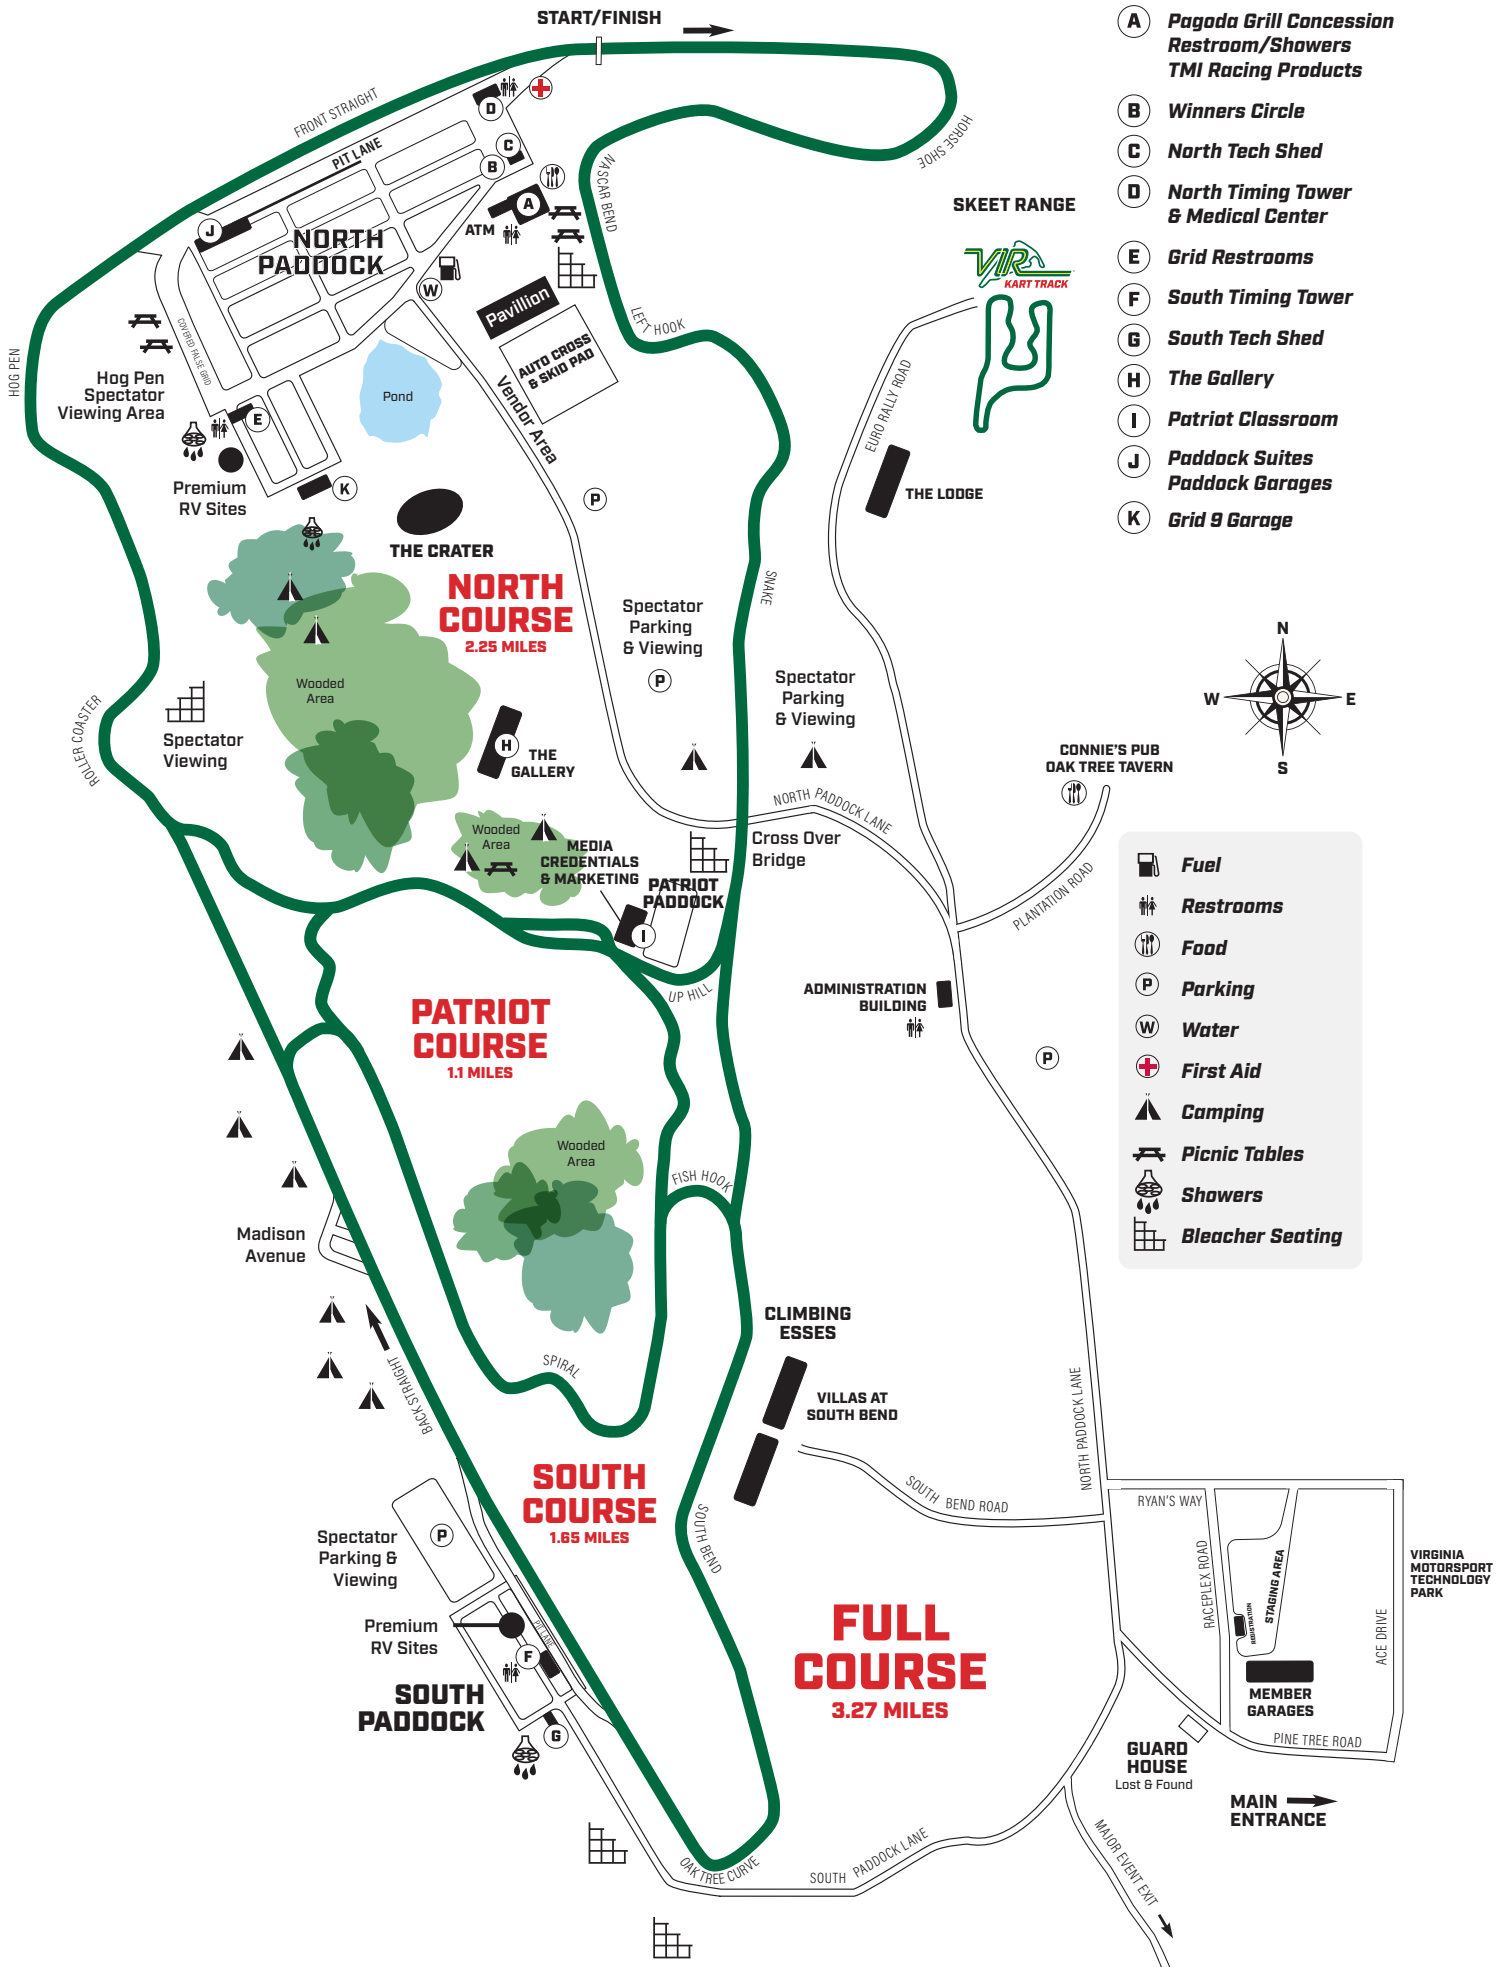 START/FINISH
A
Pagoda Grill Concession
Restroom/Showers
TMI Racing Products
B
Winners Circle
C
North Tech Shed
D
North Timing Tower
& Medical Center
E
Grid Restrooms
F
South Timing Tower
G
South Tech Shed
H
The Gallery
I
Patriot Classroom
J
Paddock Suites
Paddock Garages
K
Grid 9 Garage
FRONT STRAIGHT
PIT LANE
D
C
B
A
ATM
J
NORTH
PADDOCK
W
HORSE SHOE
NASCAR BEND
LEFT HOOK
SKEET RANGE
VIR
KART TRACK
Pavillion
AUTO CROSS
& SKID PAD
Vendor Area
Pond
HOG PEN
COVERED FALSE GRID
Hog Pen
Spectator
Viewing Area
E
Premium
RV Sites
K
THE CRATER
P
EURO RALLY ROAD
THE LODGE
NORTH
COURSE
2.25 MILES
SNAKE
Spectator
Parking
& Viewing
P
Spectator
Parking
& Viewing
Wooded
Area
ROLLER COASTER
Spectator
Viewing
H
THE
GALLERY
N
W
E
S
CONNIE'S PUB
OAK TREE TAVERN
NORTH PADDOCK LANE
Cross Over
Bridge
Wooded
Area
MEDIA
CREDENTIALS
& MARKETING
PATRIOT
PADDOCK
I
PLANTATION ROAD
UP HILL
ADMINISTRATION
BUILDING
P
Fuel
Restrooms
Food
P
Parking
W
Water
First Aid
Camping
Picnic Tables
Showers
Bleacher Seating
PATRIOT
COURSE
1.1 MILES
Wooded
Area
FISH HOOK
Madison
Avenue
BACK STRAIGHT
SPIRAL
CLIMBING
ESSES
VILLAS AT
SOUTH BEND
SOUTH BEND ROAD
NORTH PADDOCK LANE
SOUTH
COURSE
1.65 MILES
SOUTH BEND
P
Spectator
Parking &
Viewing
Premium
RV Sites
PIT LANE
F
SOUTH
PADDOCK
G
FULL
COURSE
3.27 MILES
RYAN'S WAY
RACEPLEX ROAD
STAGING AREA
REGISTRATION
ACE DRIVE
VIRGINIA
MOTORSPORT
TECHNOLOGY
PARK
MEMBER
GARAGES
PINE TREE ROAD
GUARD
HOUSE
Lost & Found
MAIN
ENTRANCE
OAK TREE CURVE
SOUTH PADDOCK LANE
MAJOR EVENT EXIT